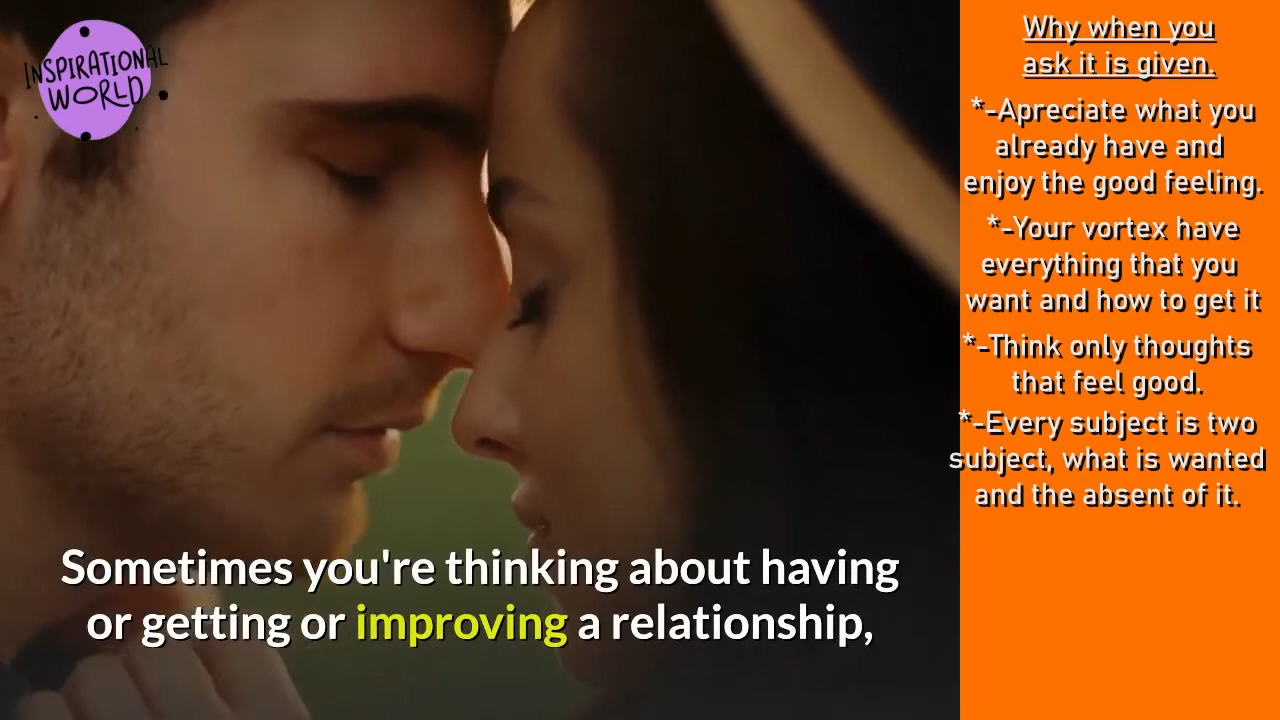 INSPIRATIONAL
WORLD
Why when you
ask it is given.
*-Apreciate what you
already have and
enjoy the good feeling.
*-Your vortex have
everything that you
want and how to get it
*-Think only thoughts
that feel good.
*-Every subject is two
subject, what is wanted
and the absent of it.
Sometimes you're thinking about having
or getting or improving a relationship,